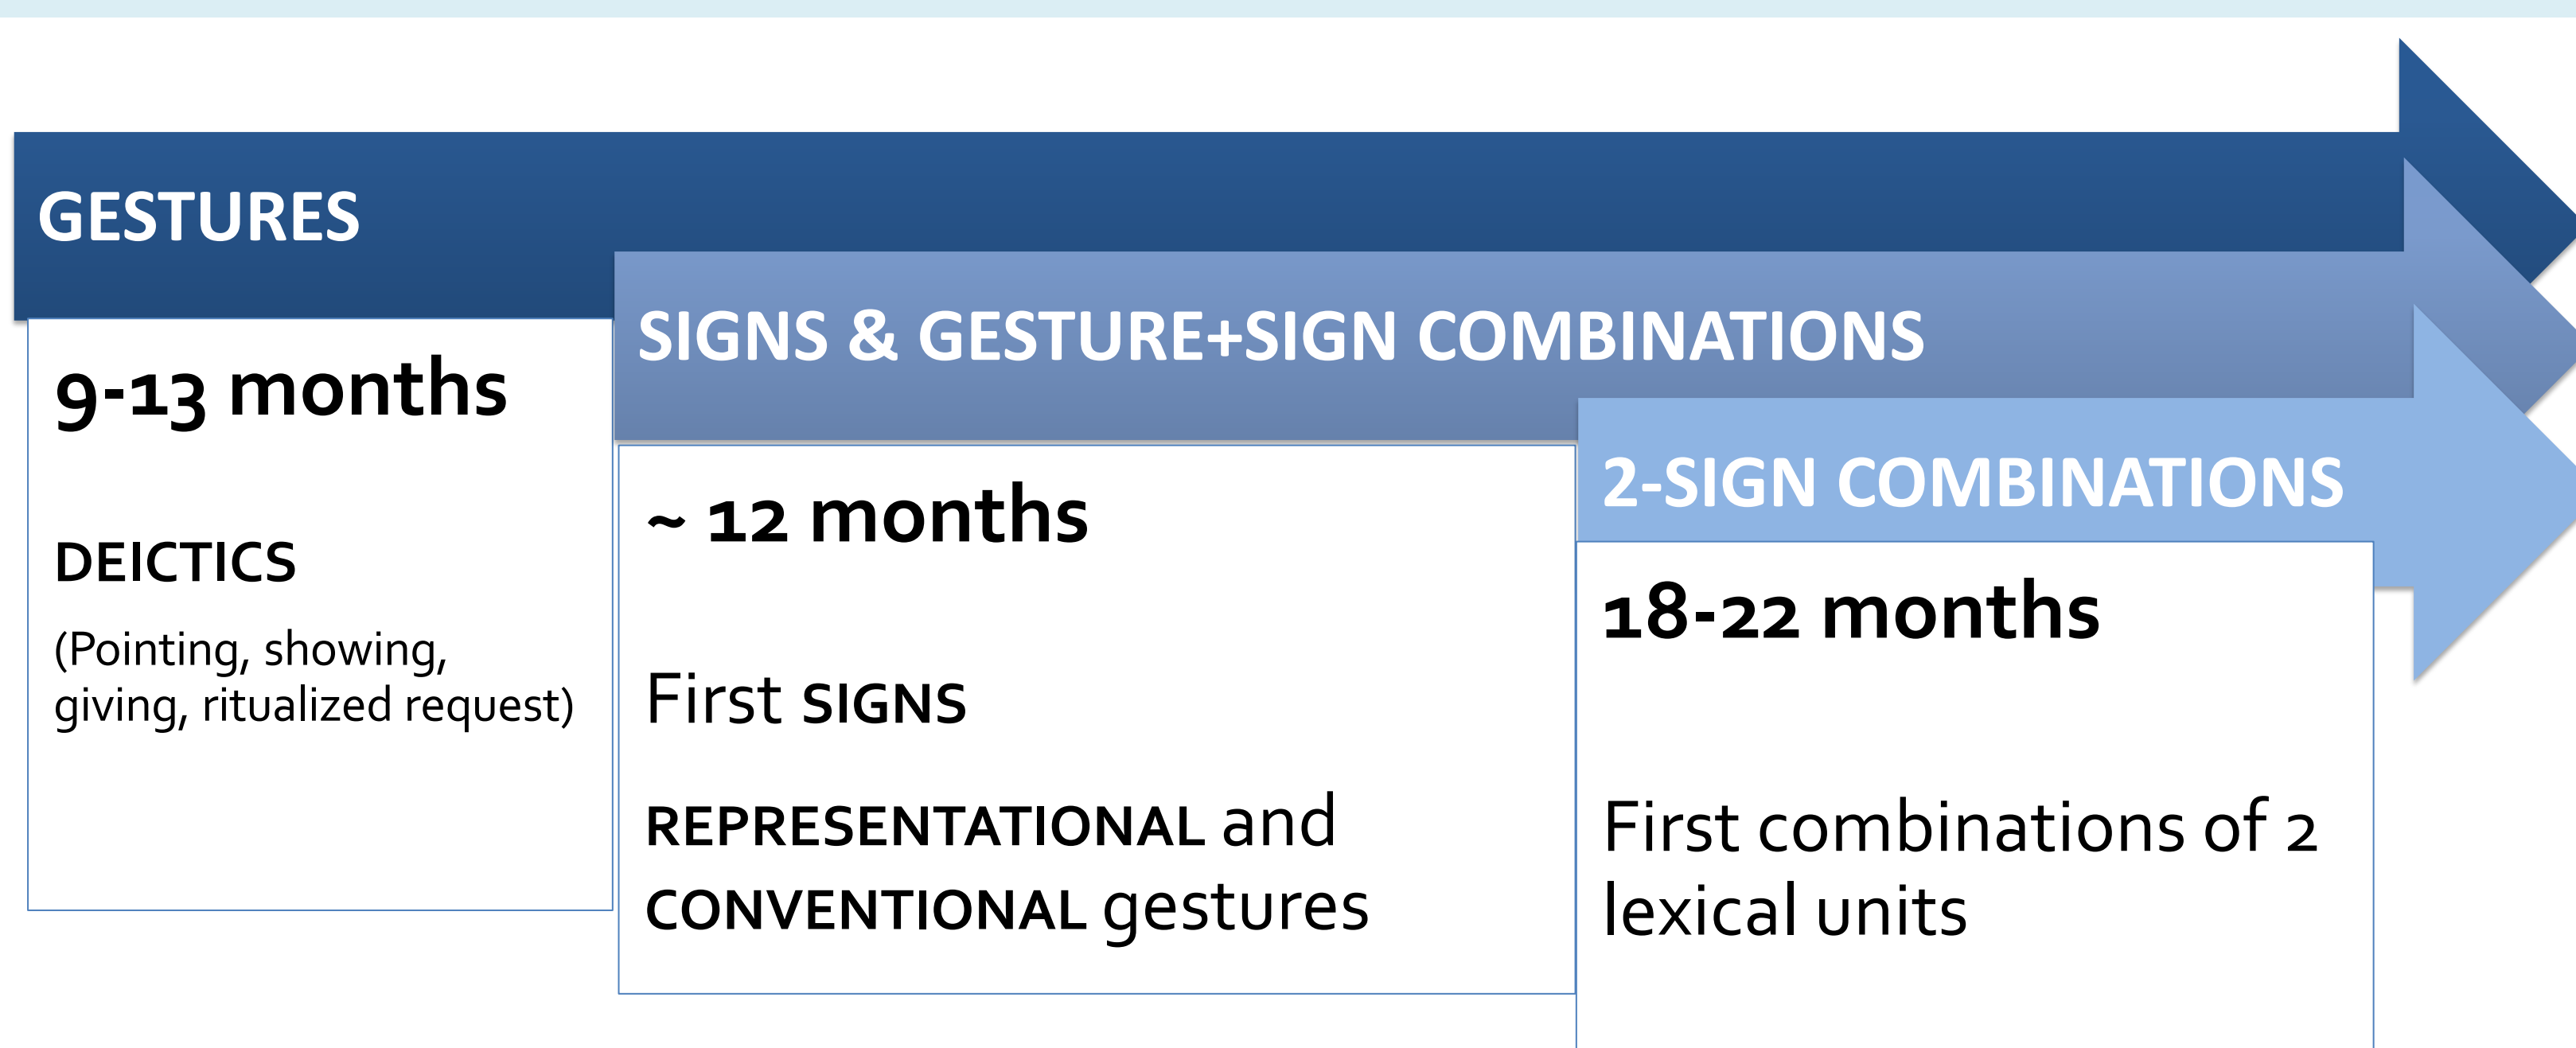 GESTURES
9-13 months
DEICTICS
(Pointing, showing,
giving, ritualized request)
SIGNS & GESTURE+SIGN COMBINATIONS
~ 12 months
First SIGNS
REPRESENTATIONAL and
CONVENTIONAL gestures
2-SIGN COMBINATIONS
18-22 months
First combinations of 2
lexical units